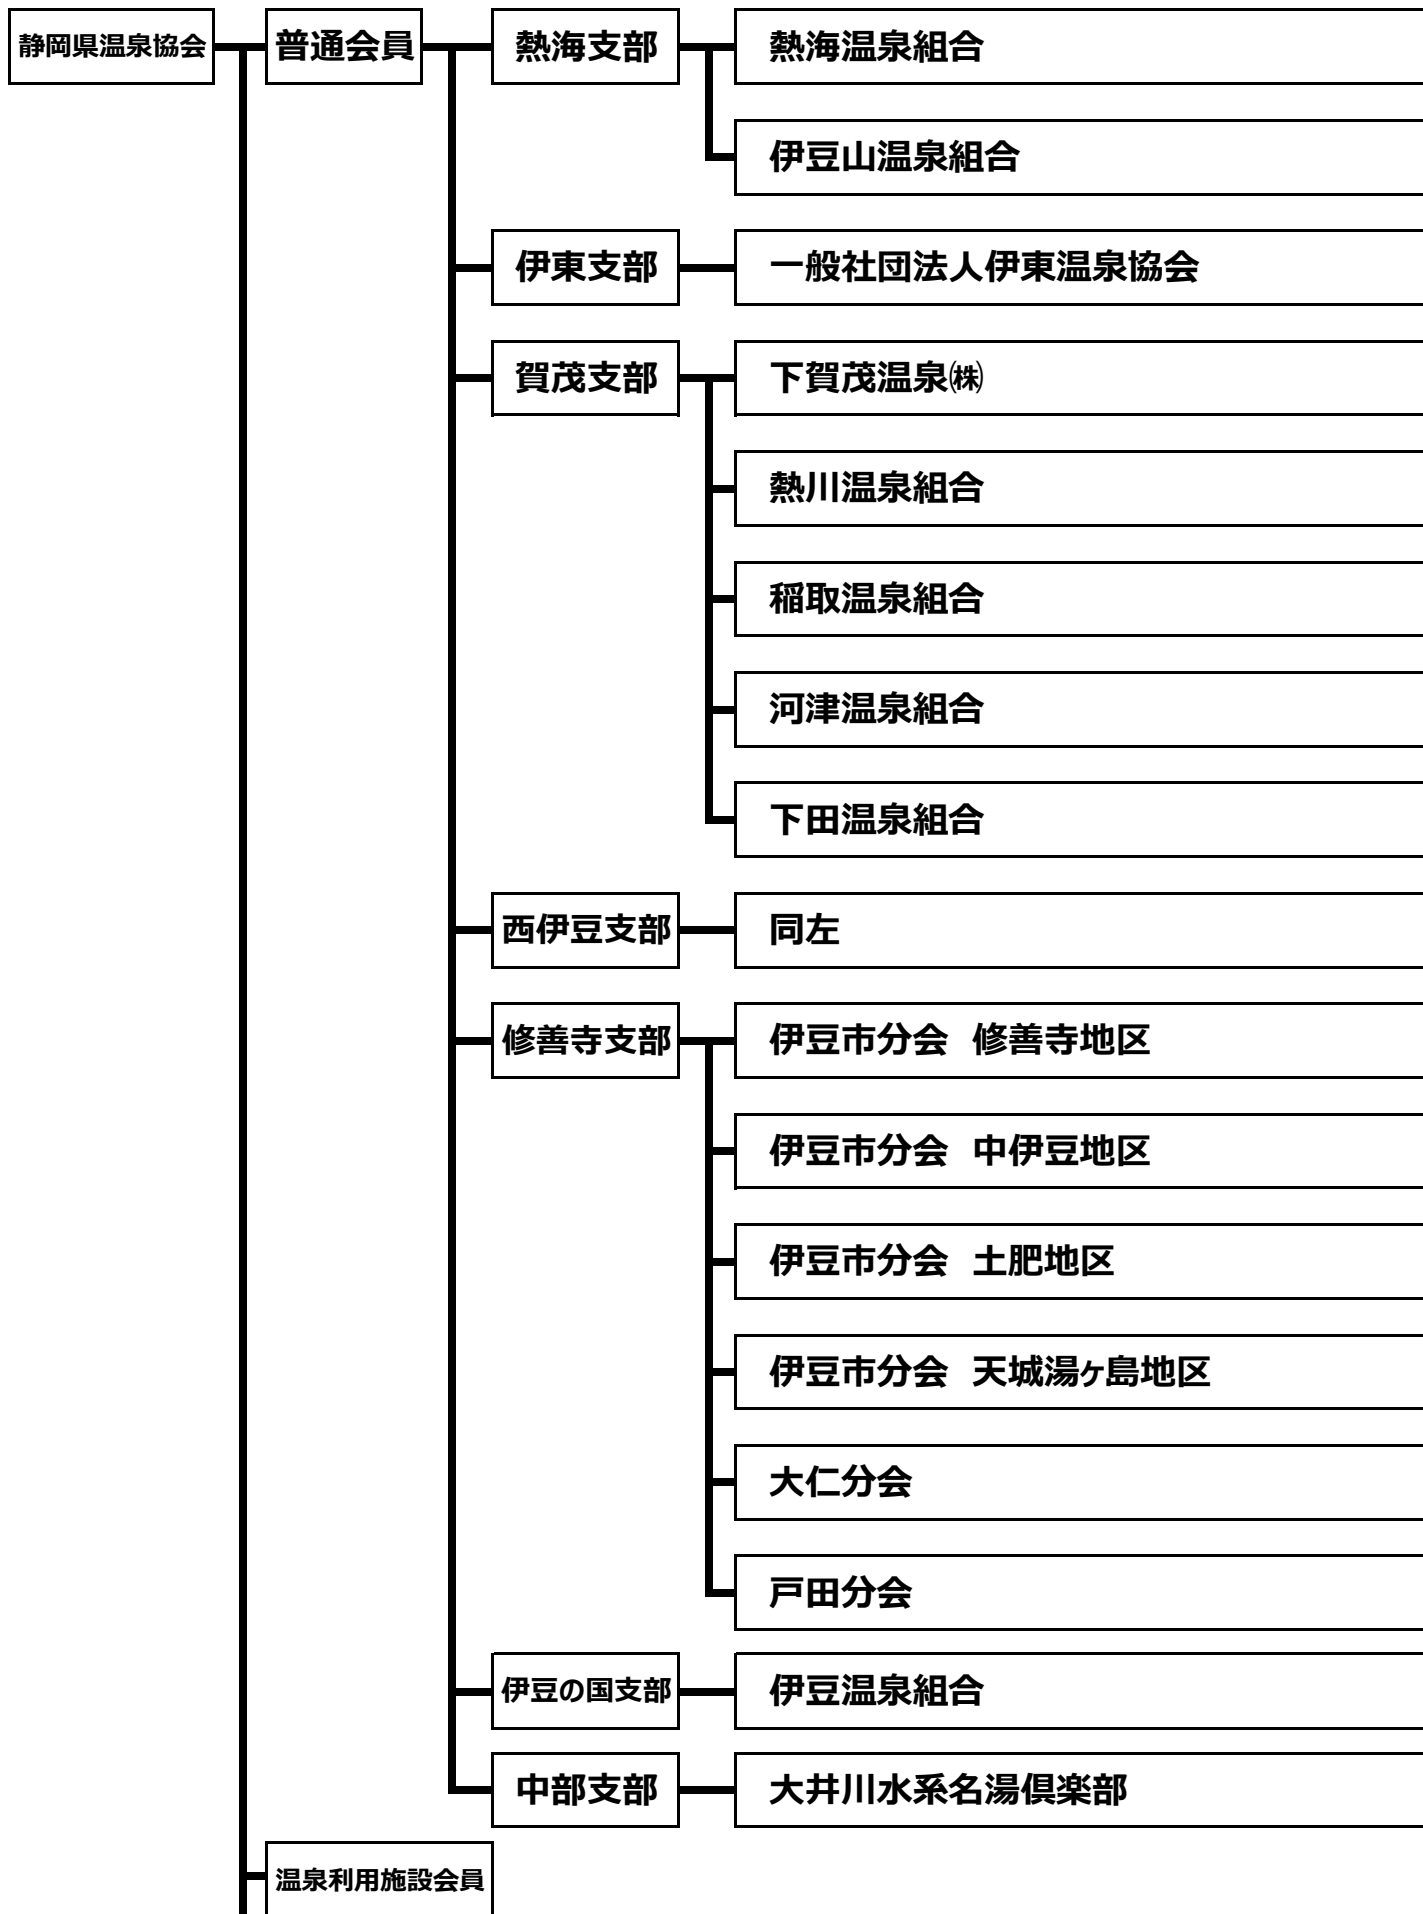 静岡県温泉協会
普通会員
熱海支部
熱海温泉組合
伊豆山温泉組合
伊東支部
一般社団法人伊東温泉協会
賀茂支部
下賀茂温泉㈱
熱川温泉組合
稲取温泉組合
河津温泉組合
下田温泉組合
西伊豆支部
同左
修善寺支部
伊豆市分会 修善寺地区
伊豆市分会 中伊豆地区
伊豆市分会 土肥地区
伊豆市分会 天城湯ヶ島地区
大仁分会
戸田分会
伊豆の国支部
伊豆温泉組合
中部支部
大井川水系名湯倶楽部
温泉利用施設会員